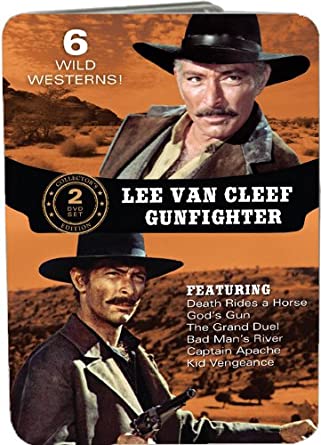 6
WILD
WESTERNS!
COLLECTOR'S
2
DVD SET
EDITION
LEE VAN CLEEF
GUNFIGHTER
FEATURING
Death Rides a Horse
God's Gun
The Grand Duel
Bad Man's River
Captain Apache
Kid Vengeance